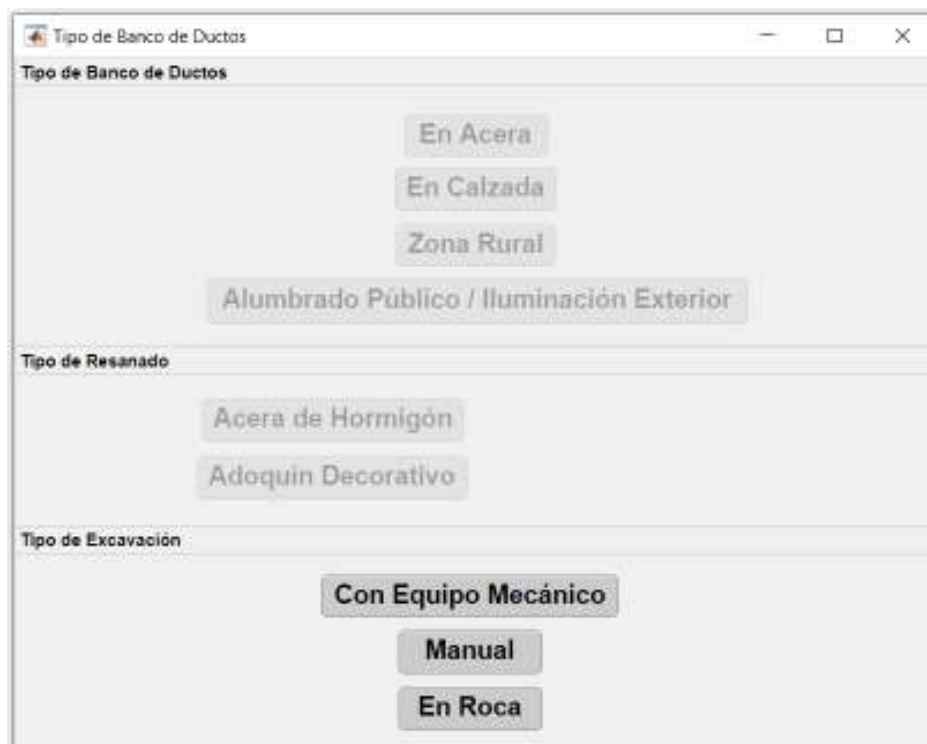 Tipo de Banco de Ductos
Tipo de Banco de Ductos
En Acera
En Calzada
Zona Rural
Alumbrado Público / Iluminación Exterior
Tipo de Resanado
Acera de Hormigón
Adoquin Decorativo
Tipo de Excavación
Con Equipo Mecánico
Manual
En Roca